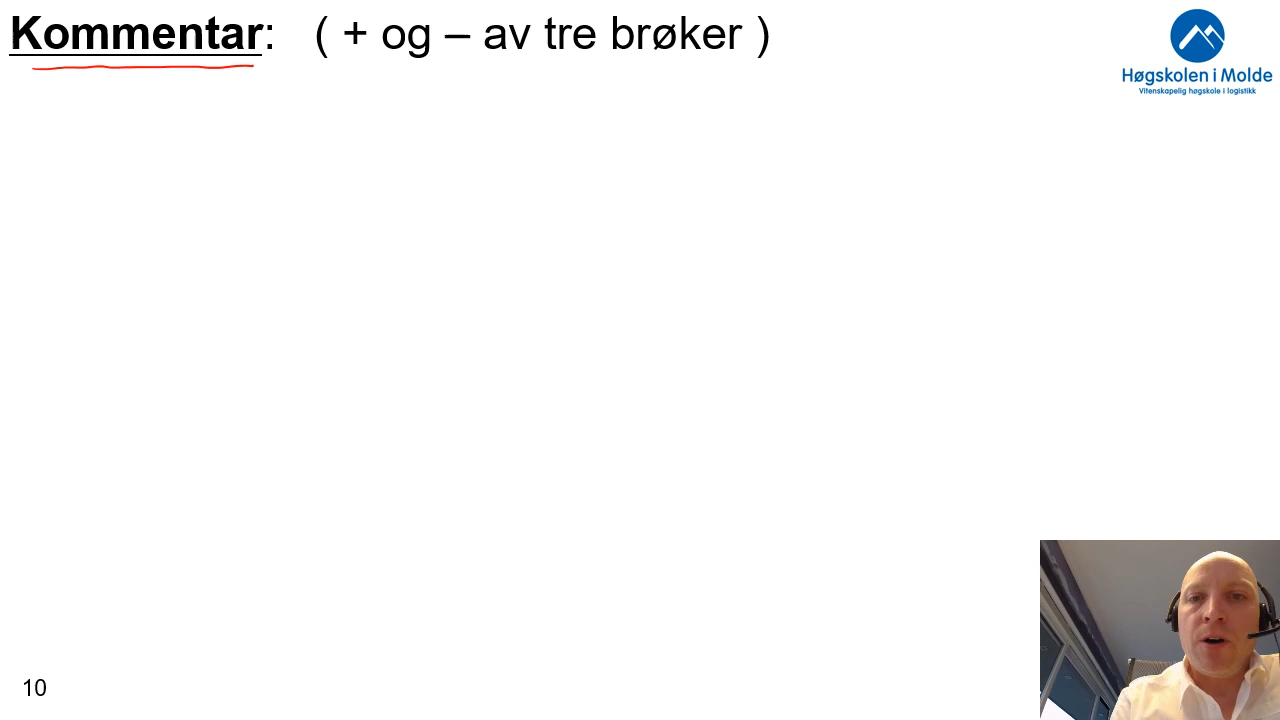 Kommentar: ( + og – av tre brøker )
Høgskolen i Molde
Vitenskapelig høgskole i logistikk
10